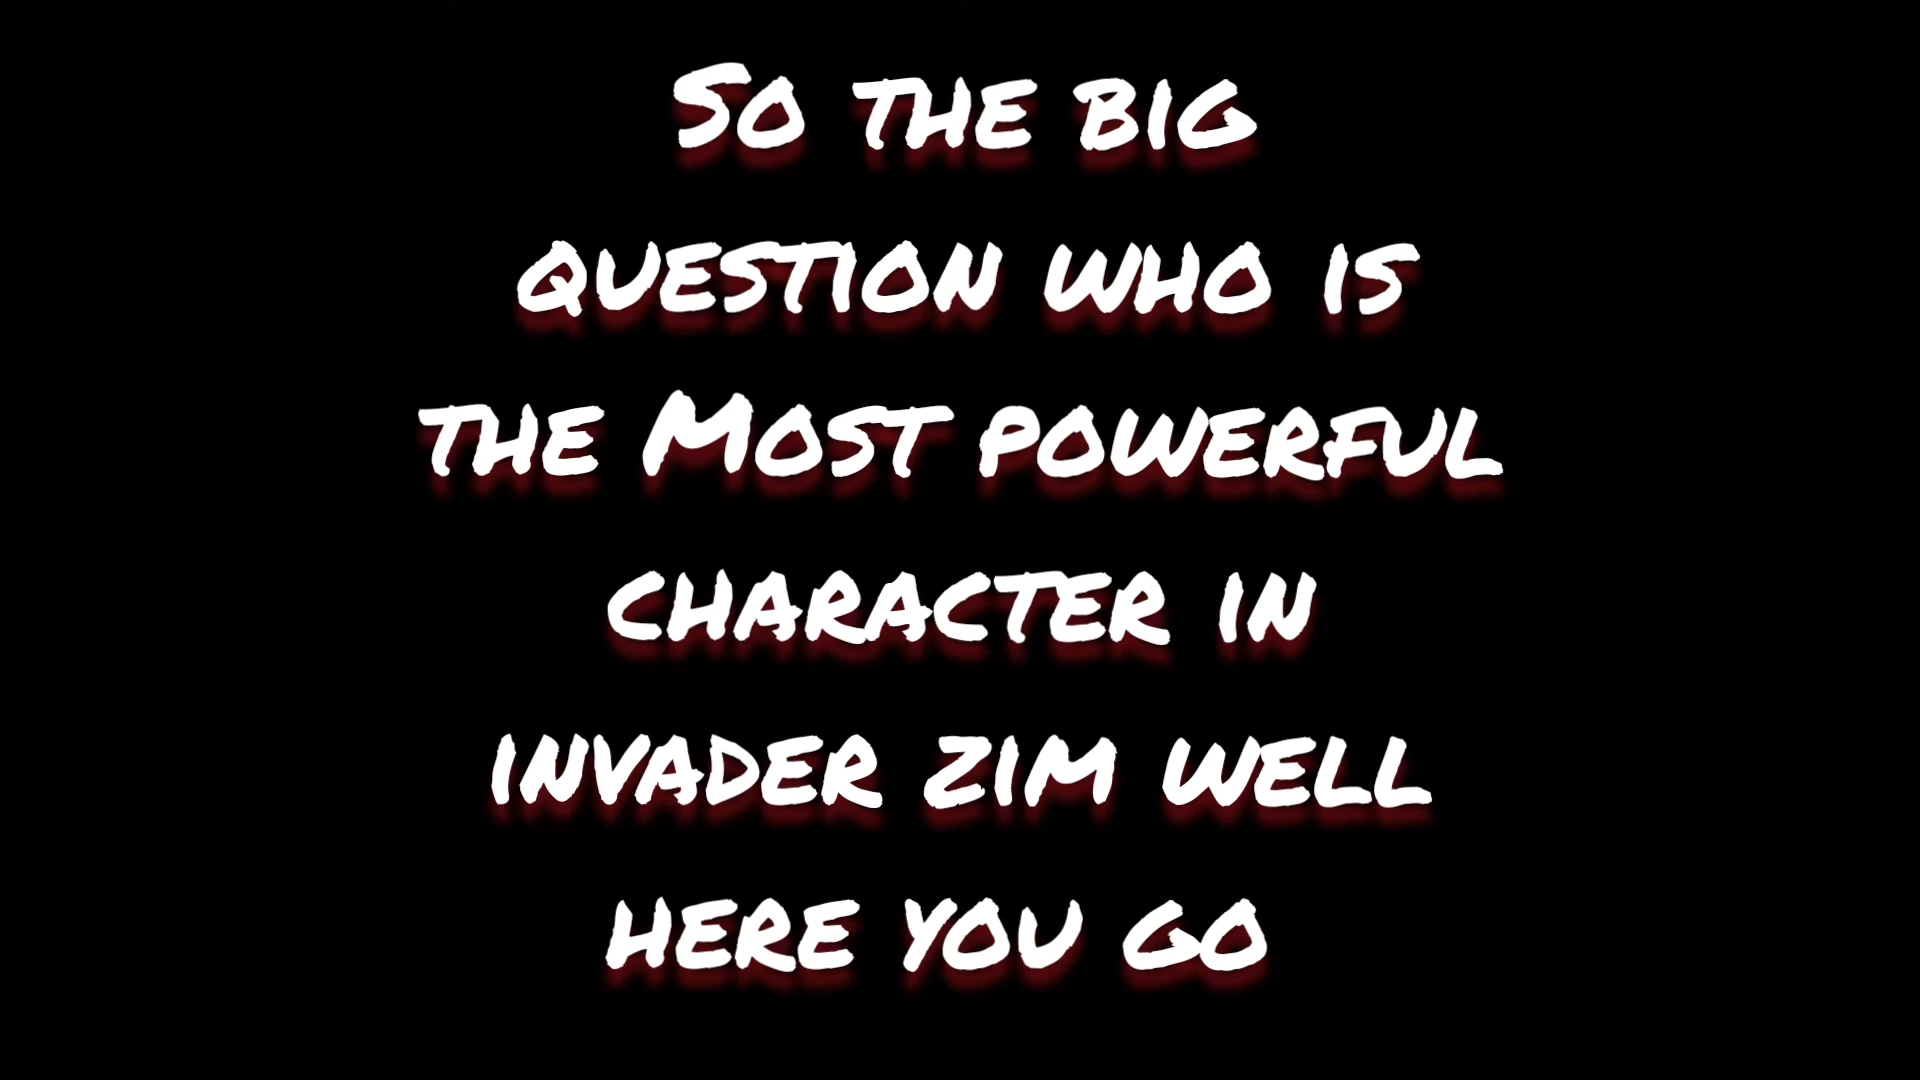 So the big
question who is
the Most powerful
character in
invader zim well
here you go